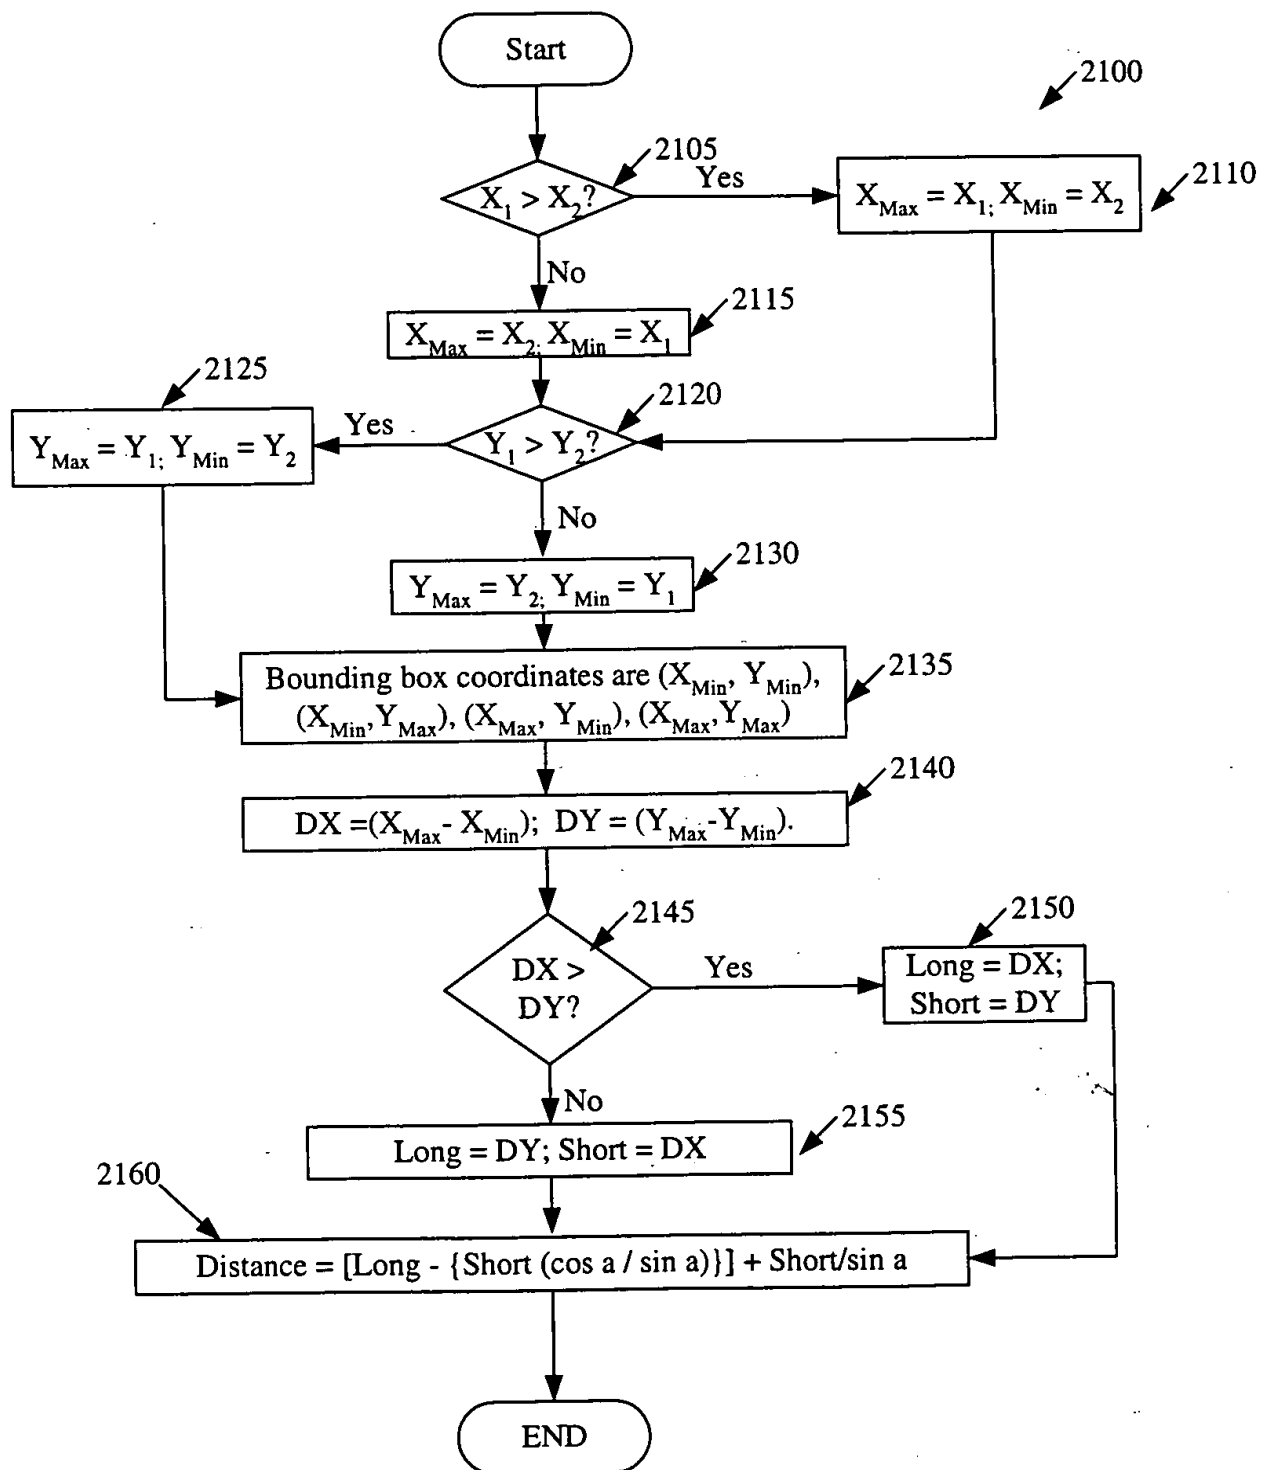 Start
2100
2105
X1 > X2?
Yes
XMax = X1; XMin = X2
2110
No
2115
XMax = X2; XMin = X1
2125
2120
YMax = Y1; YMin = Y2
Yes
Y1 > Y2?
No
2130
YMax = Y2; YMin = Y1
2135
Bounding box coordinates are (XMin, YMin),
(XMin,YMax), (XMax, YMin), (XMax,YMax)
2140
DX =(XMax- XMin); DY = (YMax-YMin).
2145
DX >
DY?
Yes
2150
Long = DX;
Short = DY
No
2155
Long = DY; Short = DX
2160
Distance = [Long - {Short (cos a / sin a)}] + Short/sin a
END